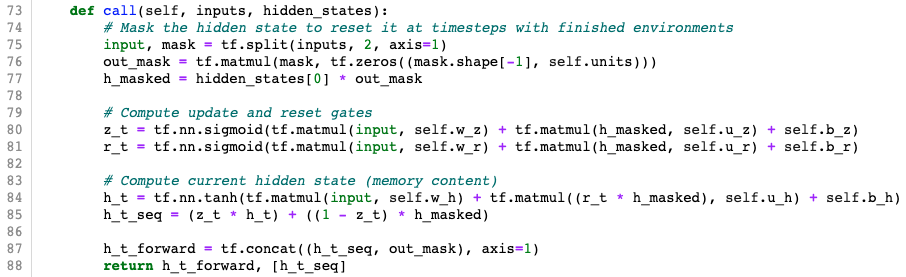 73 def call(self, inputs, hidden_states):
74 # Mask the hidden state to reset it at timesteps with finished environments
75 input, mask = tf.split(inputs, 2, axis=1)
76 out_mask = tf.matmul(mask, tf.zeros((mask.shape[-1], self.units)))
77 h_masked = hidden_states[0] * out_mask
78
79 # Compute update and reset gates
80 z_t = tf.nn.sigmoid(tf.matmul(input, self.w_z) + tf.matmul(h_masked, self.u_z) + self.b_z)
81 r_t = tf.nn.sigmoid(tf.matmul(input, self.w_r) + tf.matmul(h_masked, self.u_r) + self.b_r)
82
83 # Compute current hidden state (memory content)
84 h_t = tf.nn.tanh(tf.matmul(input, self.w_h) + tf.matmul((r_t * h_masked), self.u_h) + self.b_h)
85 h_t_seq = (z_t * h_t) + ((1 - z_t) * h_masked)
86
87 h_t_forward = tf.concat((h_t_seq, out_mask), axis=1)
88 return h_t_forward, [h_t_seq]